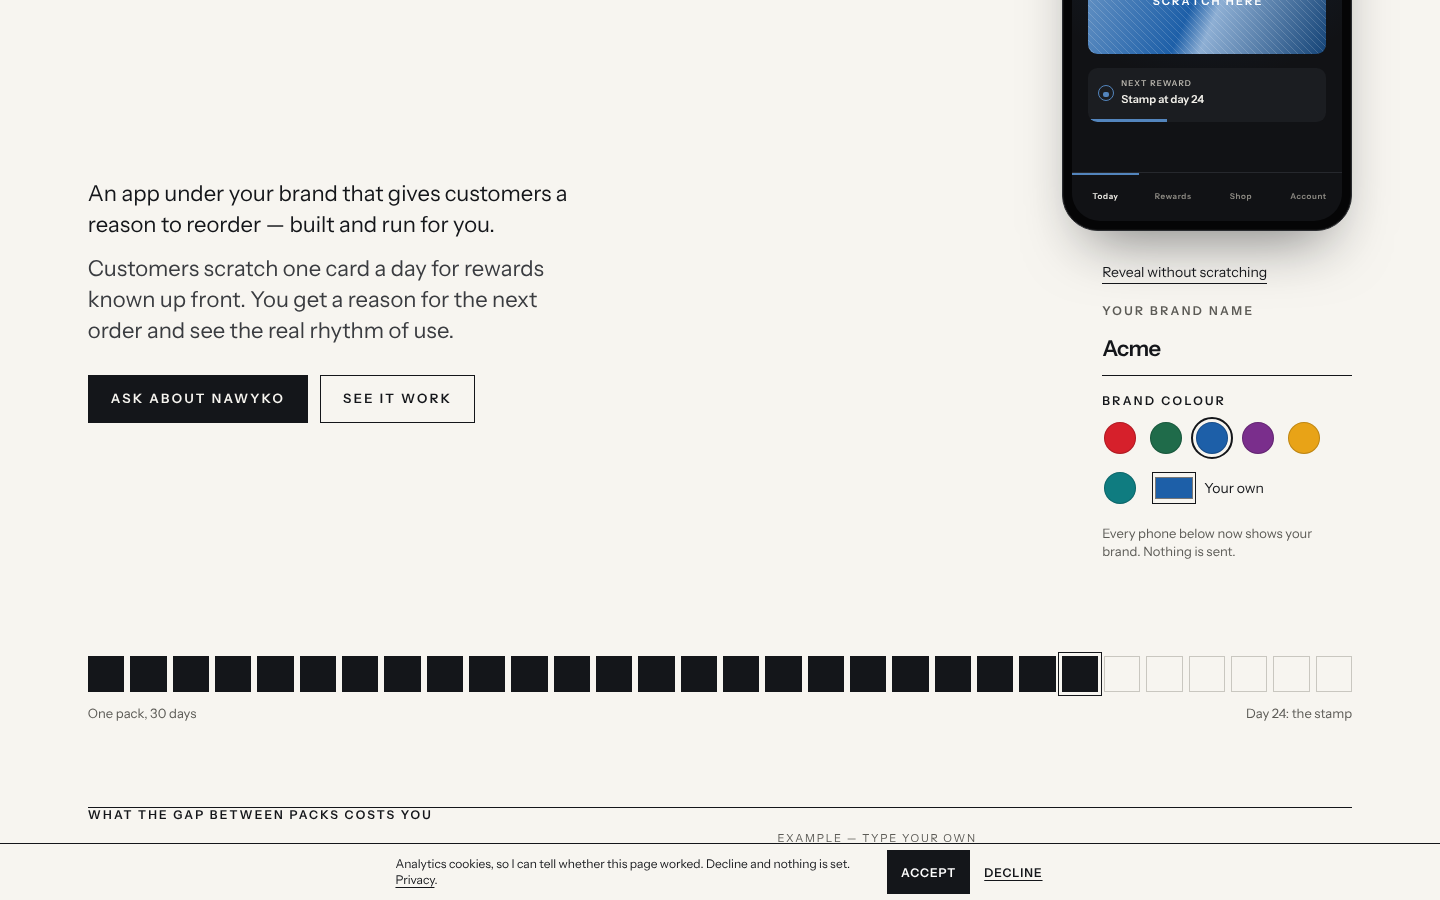 SCRATCH HERE
NEXT REWARD
Stamp at day 24
Today Rewards Shop Account
An app under your brand that gives customers a
reason to reorder — built and run for you.
Customers scratch one card a day for rewards
known up front. You get a reason for the next
order and see the real rhythm of use.
ASK ABOUT NAWYKO SEE IT WORK
Reveal without scratching
YOUR BRAND NAME
Acme
BRAND COLOUR
Your own
Every phone below now shows your
brand. Nothing is sent.
One pack, 30 days
Day 24: the stamp
WHAT THE GAP BETWEEN PACKS COSTS YOU
EXAMPLE — TYPE YOUR OWN
Analytics cookies, so I can tell whether this page worked. Decline and nothing is set.
Privacy.
ACCEPT DECLINE